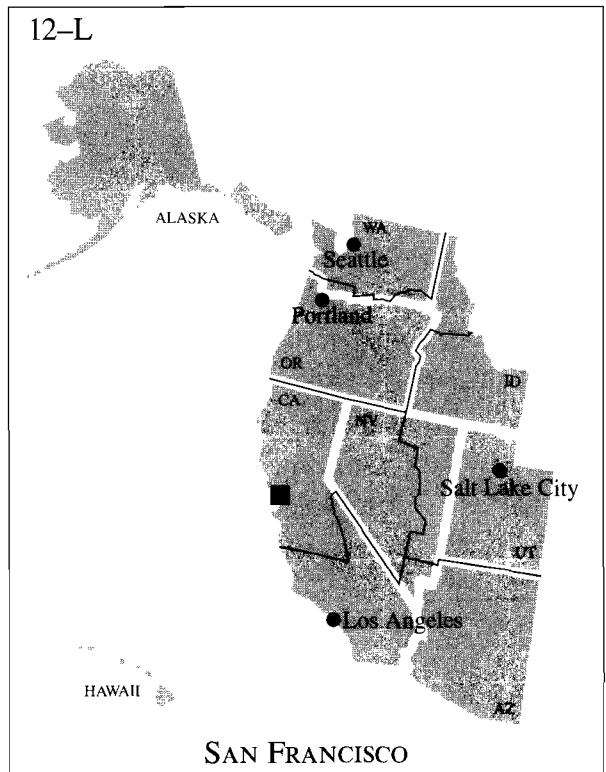 12–L
ALASKA
WA
Seattle
Portland
OR
ID
CA
NV
Salt Lake City
UT
Los Angeles
HAWAII
AZ
SAN FRANCISCO